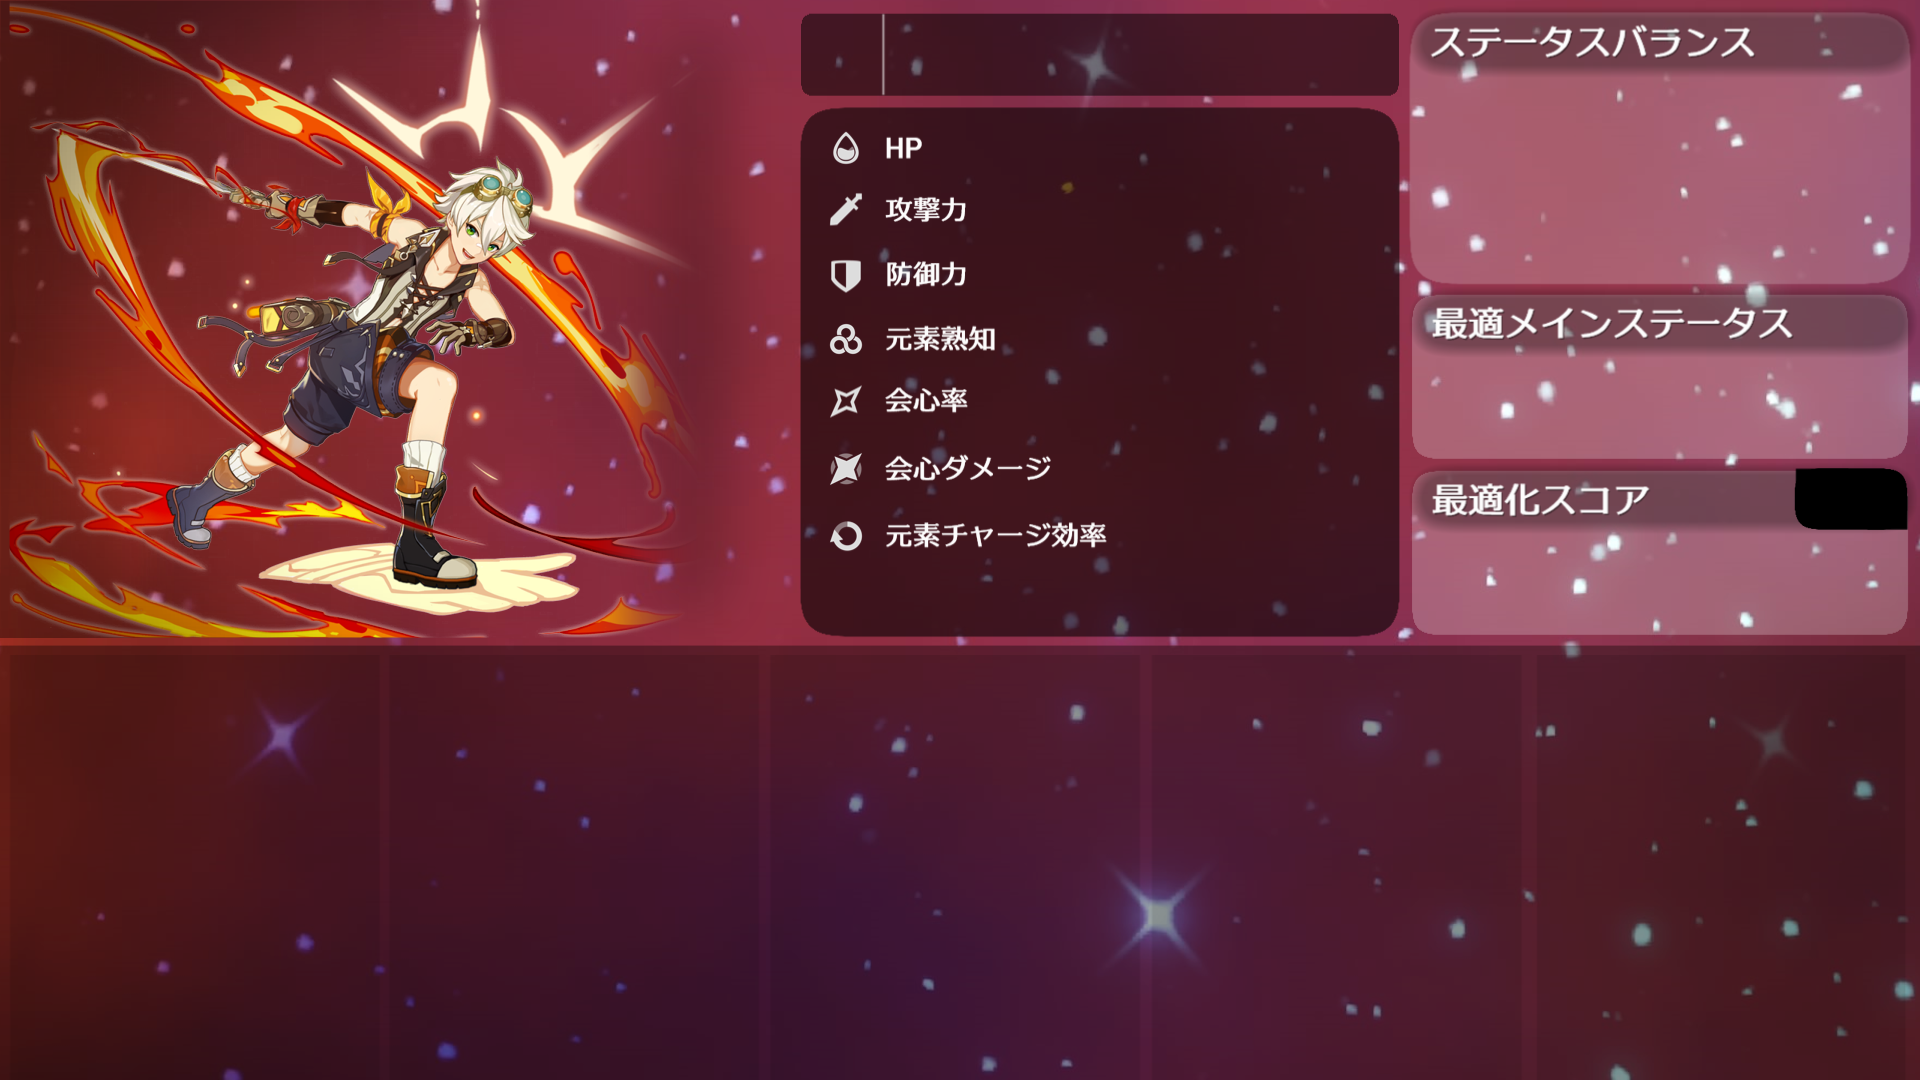 HP
攻撃力
防御力
元素熟知
会心率
会心ダメージ
元素チャージ効率
ステータスバランス
最適メインステータス
最適化スコア